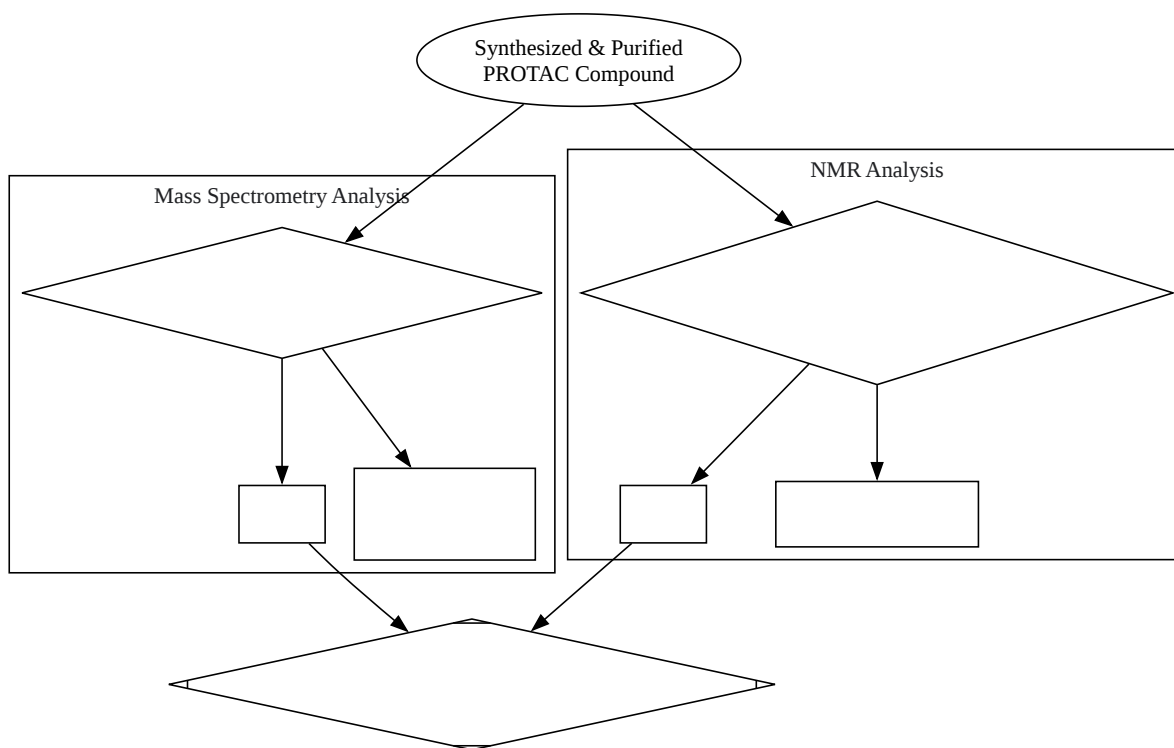 Synthesized & Purified
PROTAC Compound
Mass Spectrometry Analysis
NMR Analysis